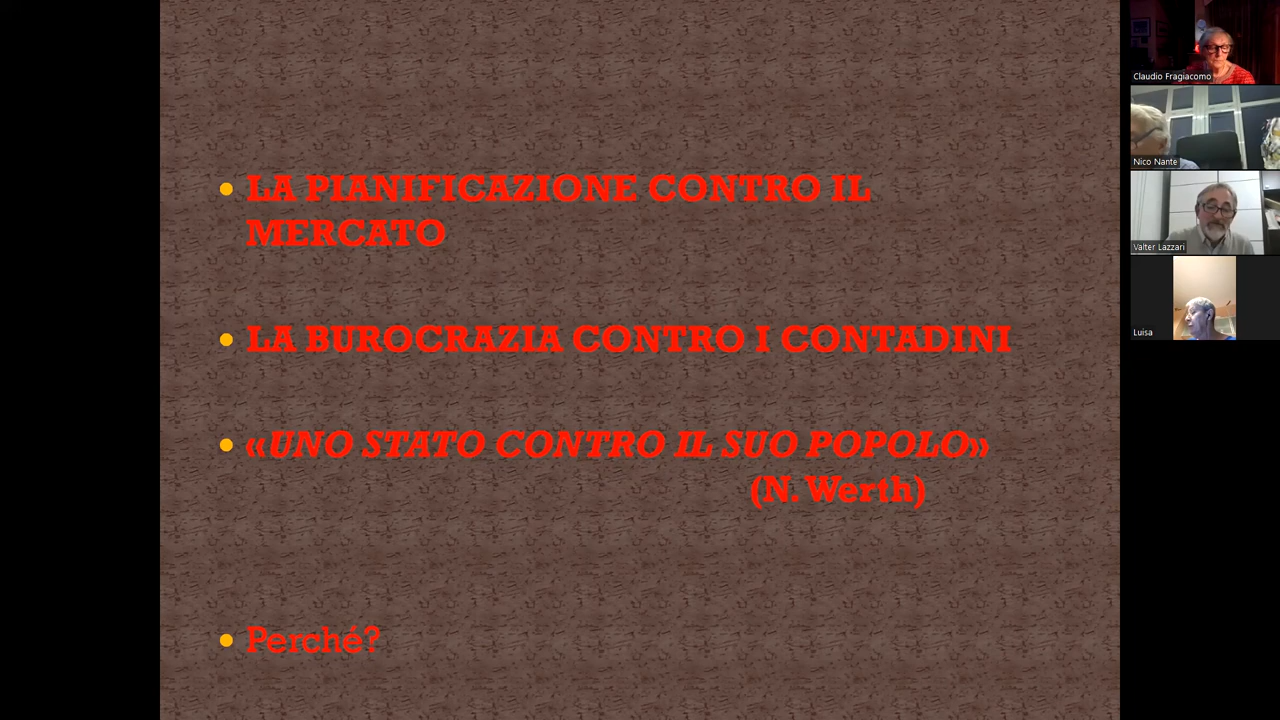 • LA PIANIFICAZIONE CONTRO IL
MERCATO
• LA BUROCRAZIA CONTRO I CONTADINI
• «UNO STATO CONTRO IL SUO POPOLO»
(N. Werth)
• Perché?
Claudio Fragiacomo
Nico Nante
Valter Lazzari
Luisa